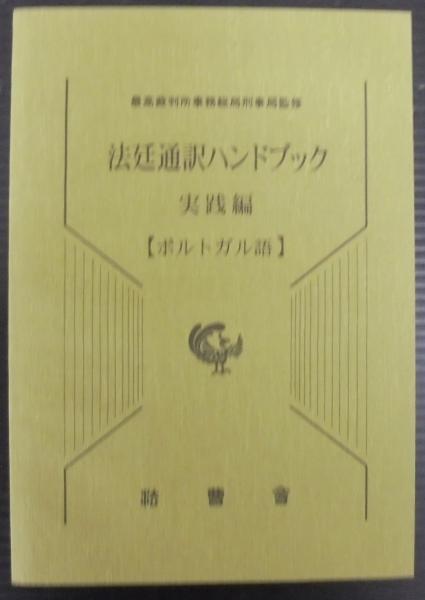 最高裁判所事務総局刑事局監修
法廷通訳ハンドブック
実践編
【ポルトガル語】
法曹會